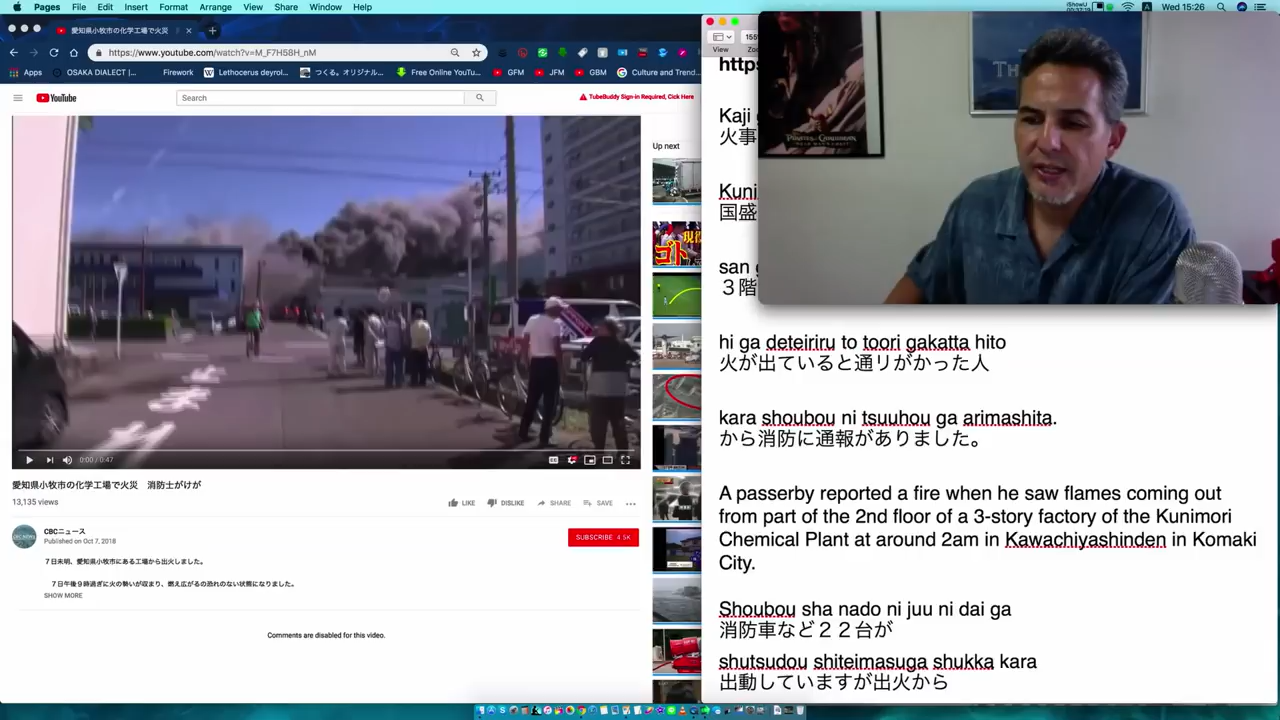 Pages File Edit Insert Format Arrange View Share Window Help
Wed 15:26
愛知県小牧市の化学工場で火災
https://www.youtube.com/watch?v=M_F7H58H_nM
Apps OSAKA DIALECT |... Firework Lethocerus deyrol... つくる。オリジナル... Free Online YouTu... GFM JFM GBM Culture and Trend...
YouTube
Search
TubeBuddy Sign-in Required, Click Here
Up next
0:00 / 0:47
愛知県小牧市の化学工場で火災 消防士がけが
13,135 views
LIKE DISLIKE SHARE SAVE
CBCニュース
Published on Oct 7, 2018
SUBSCRIBE 4.5K
7日未明、愛知県小牧市にある工場から出火しました。
7日午後9時過ぎに火の勢いが収まり、燃え広がるの恐れのない状態になりました。
SHOW MORE
Comments are disabled for this video.
View
Kaji
火事
Kuni
国盛
san
３階
hi ga deteiriru to toori gakatta hito
火が出ていると通リがかった人
kara shoubou ni tsuuhou ga arimashita.
から消防に通報がありました。
A passerby reported a fire when he saw flames coming out
from part of the 2nd floor of a 3-story factory of the Kunimori
Chemical Plant at around 2am in Kawachiyashinden in Komaki
City.
Shoubou sha nado ni juu ni dai ga
消防車など２２台が
shutsudou shiteimasuga shukka kara
出動していますが出火から